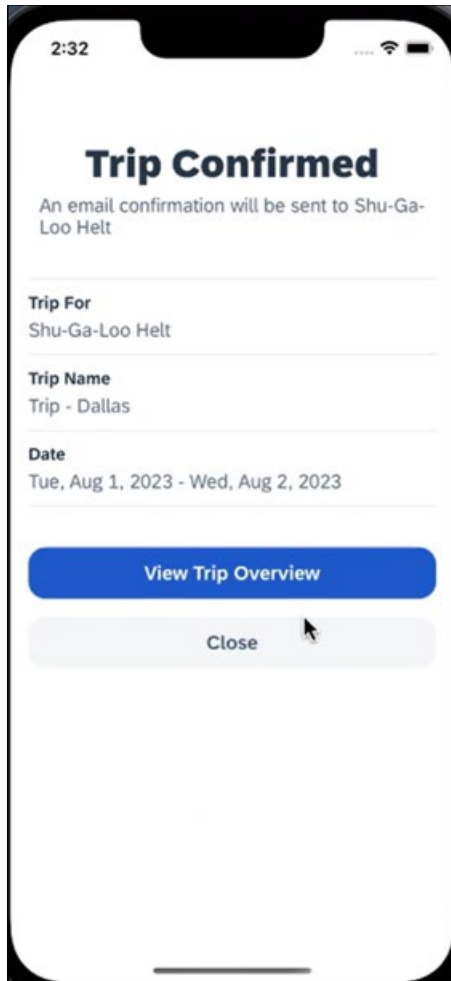 2:32
Trip Confirmed
An email confirmation will be sent to Shu-Ga-
Loo Helt
Trip For
Shu-Ga-Loo Helt
Trip Name
Trip - Dallas
Date
Tue, Aug 1, 2023 - Wed, Aug 2, 2023
View Trip Overview
Close